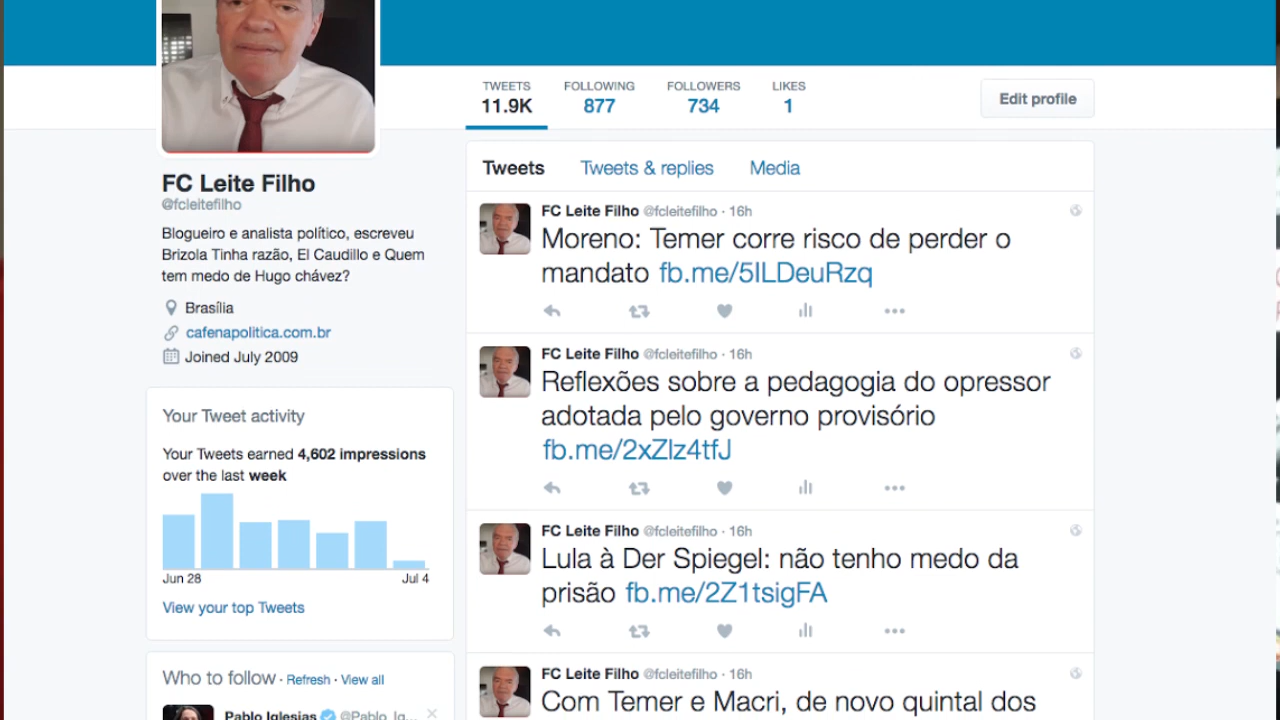 TWEETS FOLLOWING FOLLOWERS LIKES
11.9K 877 734 1
Edit profile
FC Leite Filho
@fcleitefilho
Blogueiro e analista político, escreveu
Brizola Tinha razão, El Caudillo e Quem
tem medo de Hugo chávez?
Brasília
cafenapolitica.com.br
Joined July 2009
Your Tweet activity
Your Tweets earned 4,602 impressions
over the last week
Jun 28 Jul 4
View your top Tweets
Who to follow · Refresh · View all
Pablo Iglesias @Pablo_Ig...
Tweets Tweets & replies Media
FC Leite Filho @fcleitefilho · 16h
Moreno: Temer corre risco de perder o
mandato fb.me/5ILDeuRzq
FC Leite Filho @fcleitefilho · 16h
Reflexões sobre a pedagogia do opressor
adotada pelo governo provisório
fb.me/2xZlz4tfJ
FC Leite Filho @fcleitefilho · 16h
Lula à Der Spiegel: não tenho medo da
prisão fb.me/2Z1tsigFA
FC Leite Filho @fcleitefilho · 16h
Com Temer e Macri, de novo quintal dos